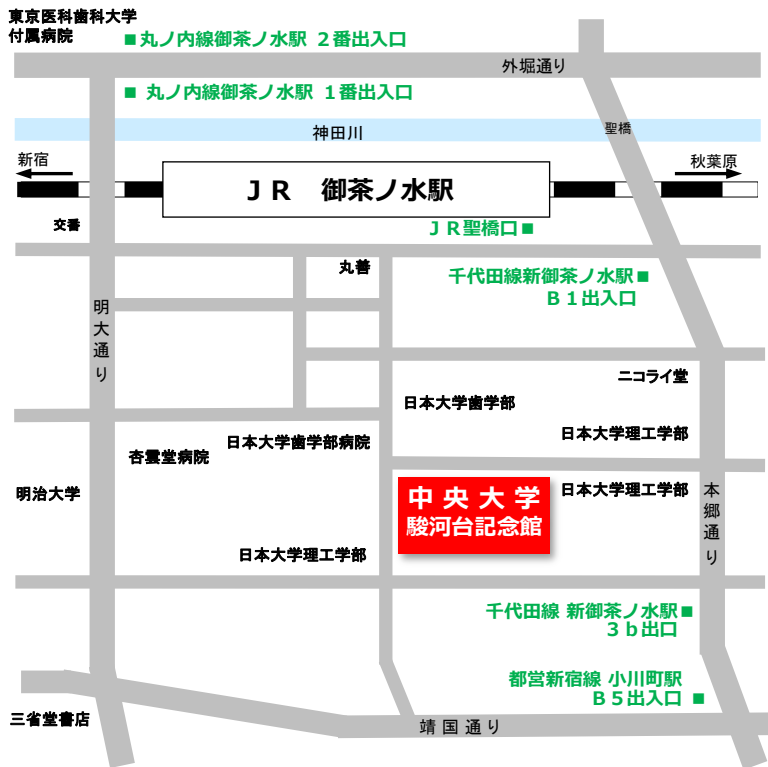 東京医科歯科大学
付属病院
■丸ノ内線御茶ノ水駅 2番出入口
外堀通り
■ 丸ノ内線御茶ノ水駅 1番出入口
神田川
聖橋
新宿
秋葉原
JR 御茶ノ水駅
交番
JR聖橋口■
丸善
千代田線新御茶ノ水駅■
B1出入口
明大通り
ニコライ堂
日本大学歯学部
日本大学理工学部
日本大学歯学部病院
杏雲堂病院
明治大学
中央大学
駿河台記念館
日本大学理工学部
本郷通り
日本大学理工学部
千代田線 新御茶ノ水駅■
3b出口
都営新宿線 小川町駅
B5出入口 ■
三省堂書店
靖国通り